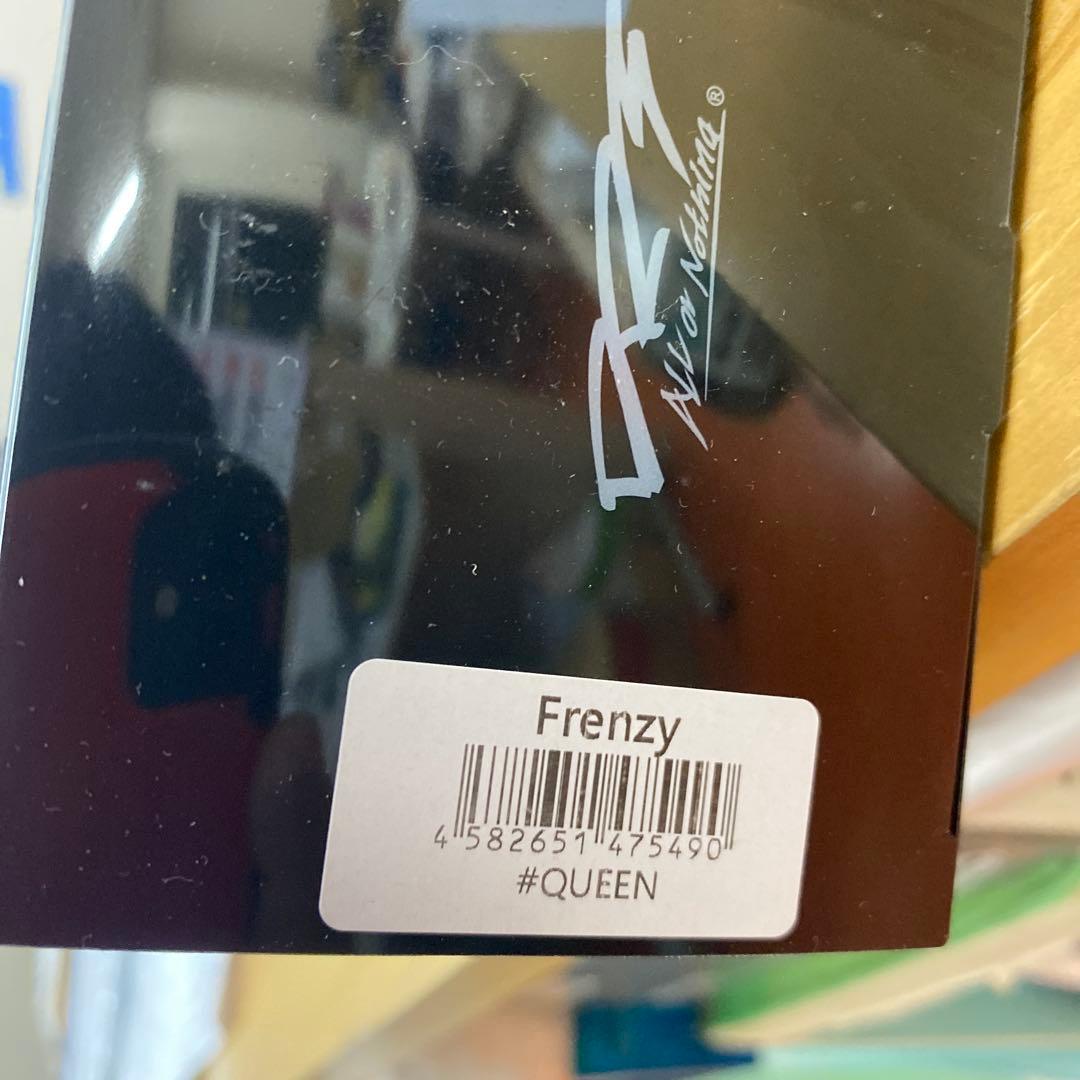 All or Nothing ®
Frenzy
4 582651 475490
#QUEEN